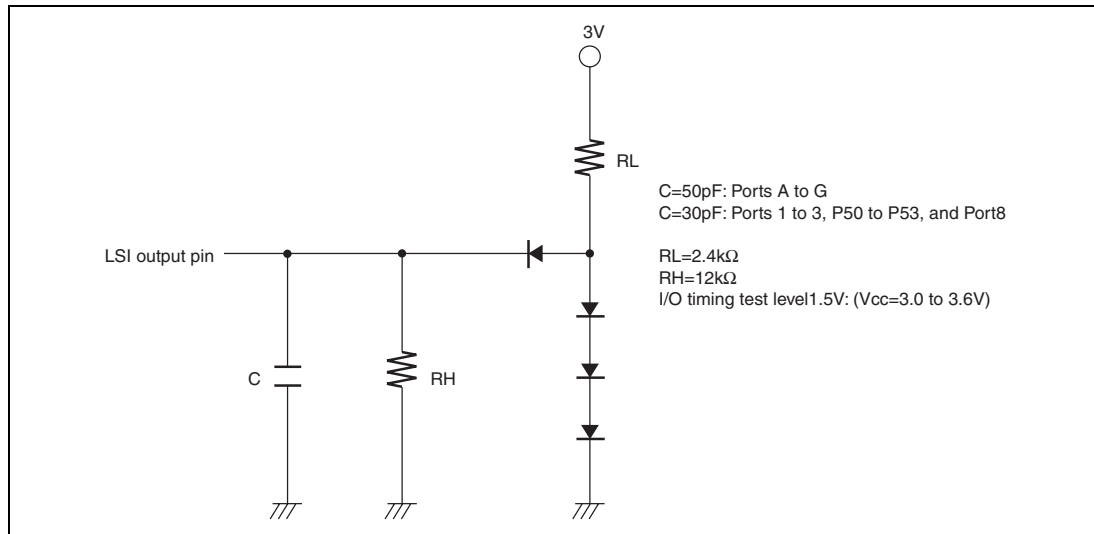 3V
RL
C=50pF: Ports A to G
C=30pF: Ports 1 to 3, P50 to P53, and Port8
LSI output pin
RL=2.4kΩ
RH=12kΩ
I/O timing test level1.5V: (Vcc=3.0 to 3.6V)
C
RH